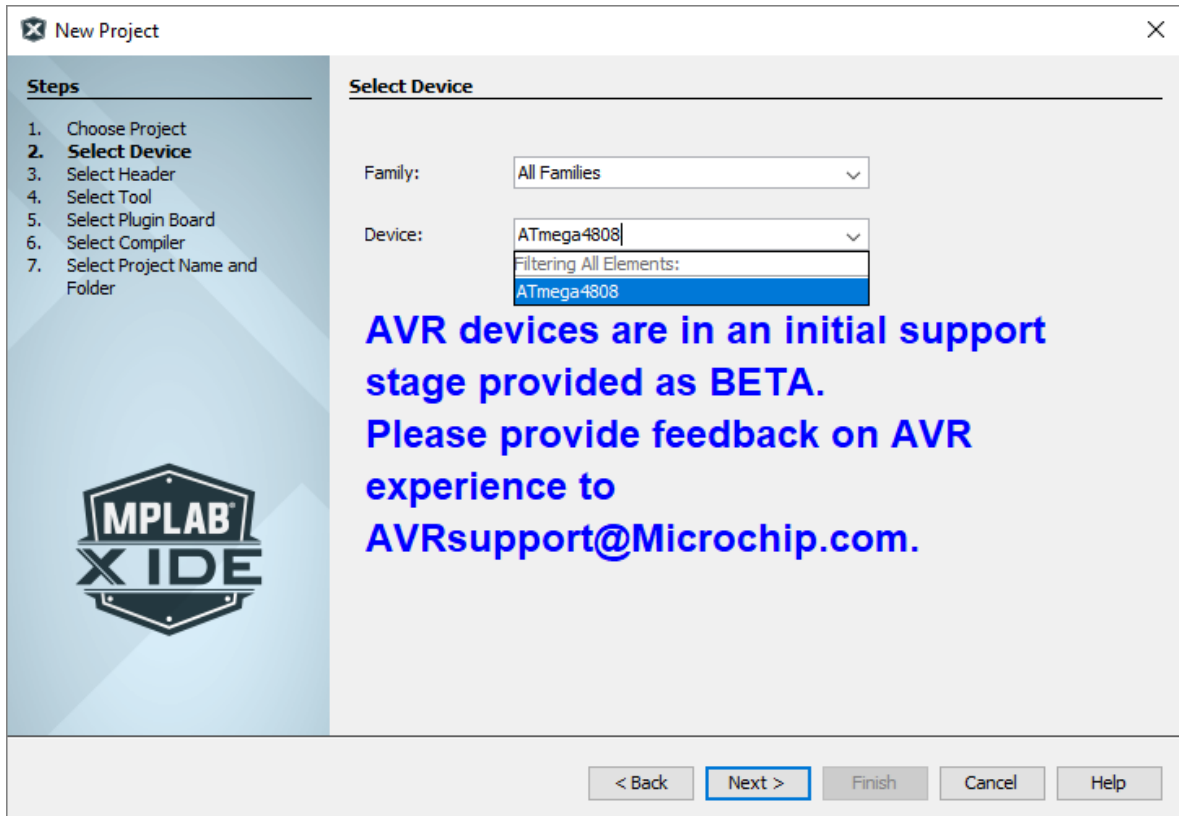 New Project
Steps
1. Choose Project
2. Select Device
3. Select Header
4. Select Tool
5. Select Plugin Board
6. Select Compiler
7. Select Project Name and
Folder
MPLAB®
X IDE
Select Device
Family:
All Families
Device:
ATmega4808
Filtering All Elements:
ATmega4808
AVR devices are in an initial support
stage provided as BETA.
Please provide feedback on AVR
experience to
AVRsupport@Microchip.com.
< Back Next > Finish Cancel Help